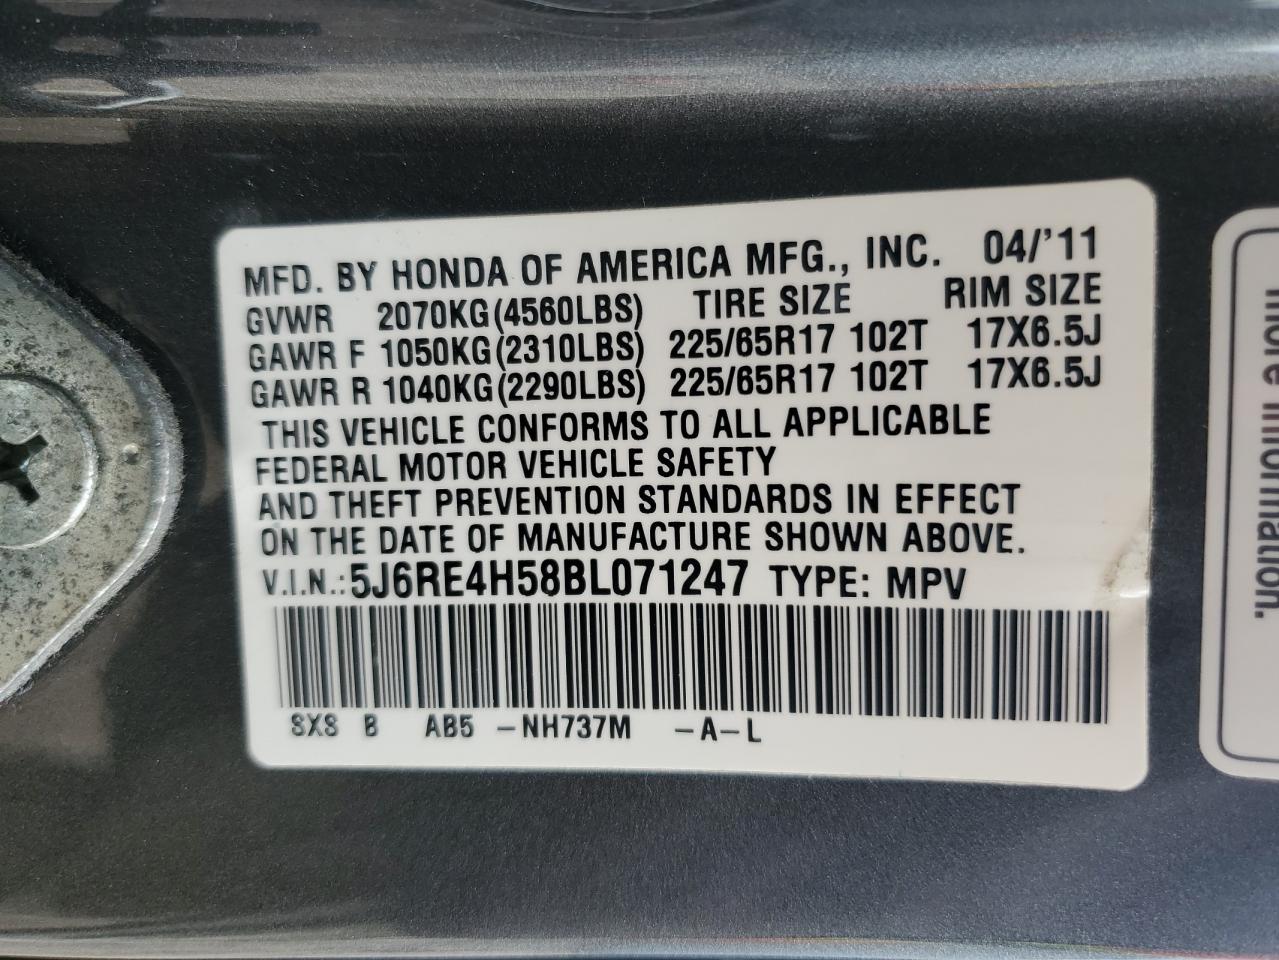 MFD. BY HONDA OF AMERICA MFG., INC. 04/'11
GVWR 2070KG(4560LBS) TIRE SIZE RIM SIZE
GAWR F 1050KG(2310LBS) 225/65R17 102T 17X6.5J
GAWR R 1040KG(2290LBS) 225/65R17 102T 17X6.5J
THIS VEHICLE CONFORMS TO ALL APPLICABLE
FEDERAL MOTOR VEHICLE SAFETY
AND THEFT PREVENTION STANDARDS IN EFFECT
ON THE DATE OF MANUFACTURE SHOWN ABOVE.
V.I.N.:5J6RE4H58BL071247 TYPE: MPV
SXS B AB5 -NH737M -A-L
more information.